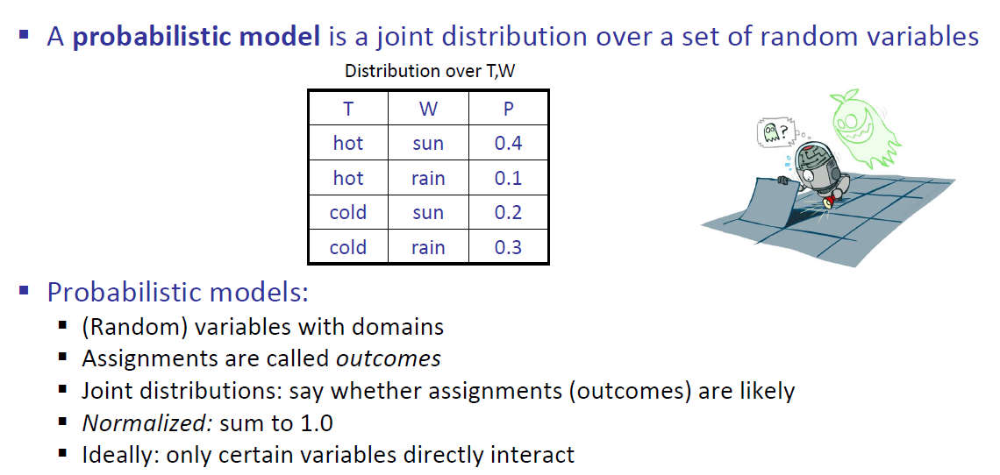 ▪ A probabilistic model is a joint distribution over a set of random variables
Distribution over T,W
T W P
hot sun 0.4
hot rain 0.1
cold sun 0.2
cold rain 0.3
?
▪ Probabilistic models:
▪ (Random) variables with domains
▪ Assignments are called outcomes
▪ Joint distributions: say whether assignments (outcomes) are likely
▪ Normalized: sum to 1.0
▪ Ideally: only certain variables directly interact